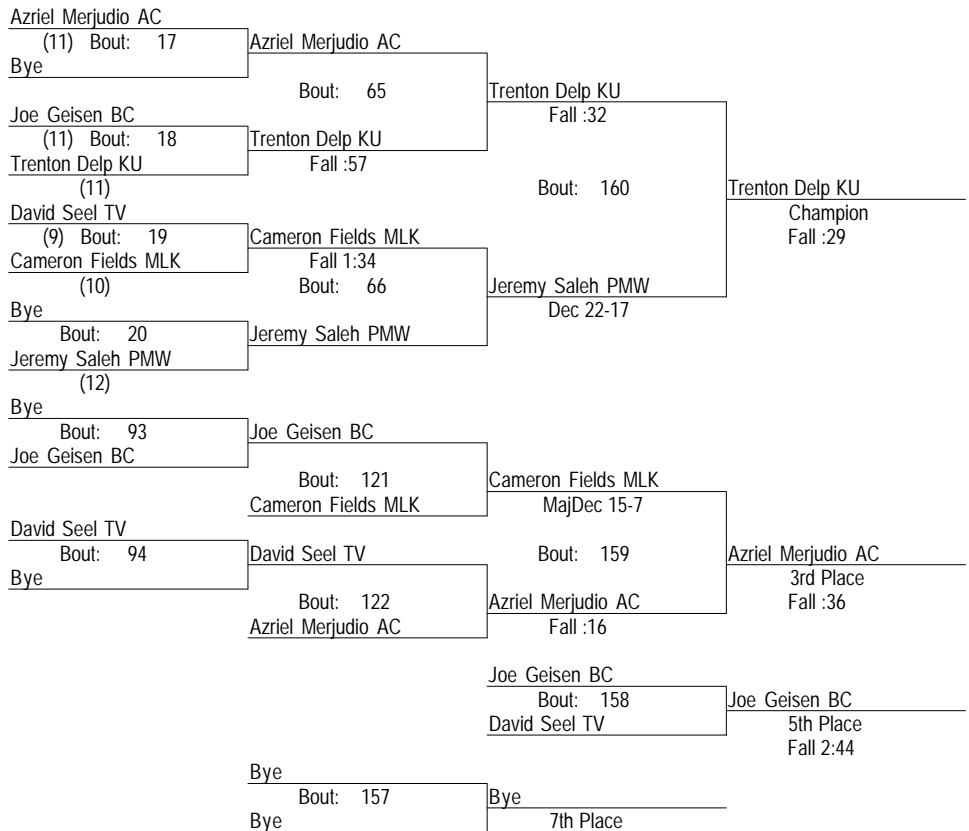 Azriel Merjudio AC
(11) Bout: 17 Azriel Merjudio AC
Bye
Bout: 65 Trenton Delp KU
Joe Geisen BC Fall :32
(11) Bout: 18 Trenton Delp KU
Trenton Delp KU Fall :57
(11) Bout: 160 Trenton Delp KU
David Seel TV Champion
(9) Bout: 19 Cameron Fields MLK Fall :29
Cameron Fields MLK Fall 1:34
(10) Bout: 66 Jeremy Saleh PMW
Bye Dec 22-17
Bout: 20 Jeremy Saleh PMW
Jeremy Saleh PMW
(12)
Bye
Bout: 93 Joe Geisen BC
Joe Geisen BC
Bout: 121 Cameron Fields MLK
Cameron Fields MLK MajDec 15-7
David Seel TV
Bout: 94 David Seel TV Bout: 159 Azriel Merjudio AC
Bye 3rd Place
Bout: 122 Azriel Merjudio AC Fall :36
Azriel Merjudio AC Fall :16
Joe Geisen BC
Bout: 158 Joe Geisen BC
David Seel TV 5th Place
Fall 2:44
Bye
Bout: 157 Bye
Bye 7th Place